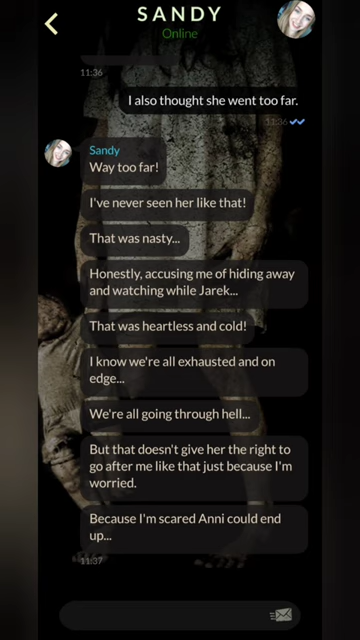 SANDY
Online
11:36
I also thought she went too far.
11:36
Sandy
Way too far!
I've never seen her like that!
That was nasty...
Honestly, accusing me of hiding away
and watching while Jarek...
That was heartless and cold!
I know we're all exhausted and on
edge...
We're all going through hell...
But that doesn't give her the right to
go after me like that just because I'm
worried.
Because I'm scared Anni could end
up...
11:37